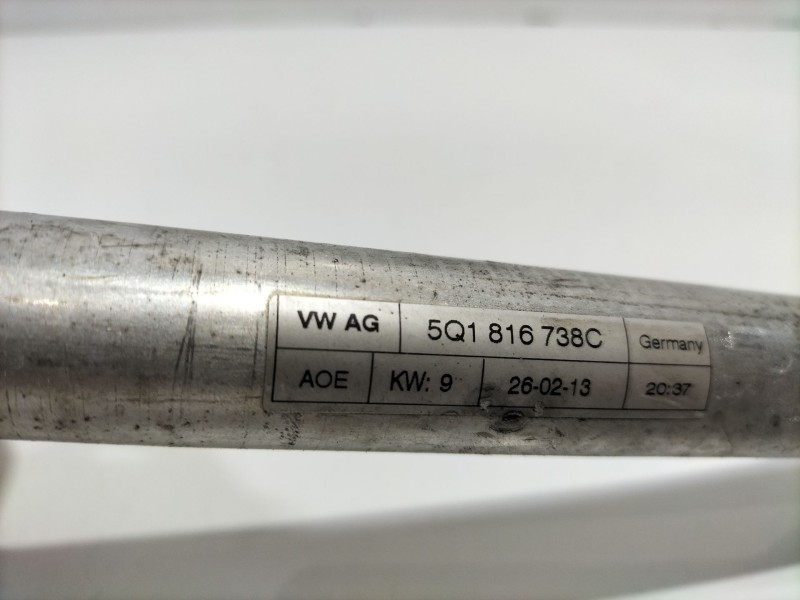 VW AG 5Q1 816 738C Germany
AOE KW: 9 26-02-13 20:37